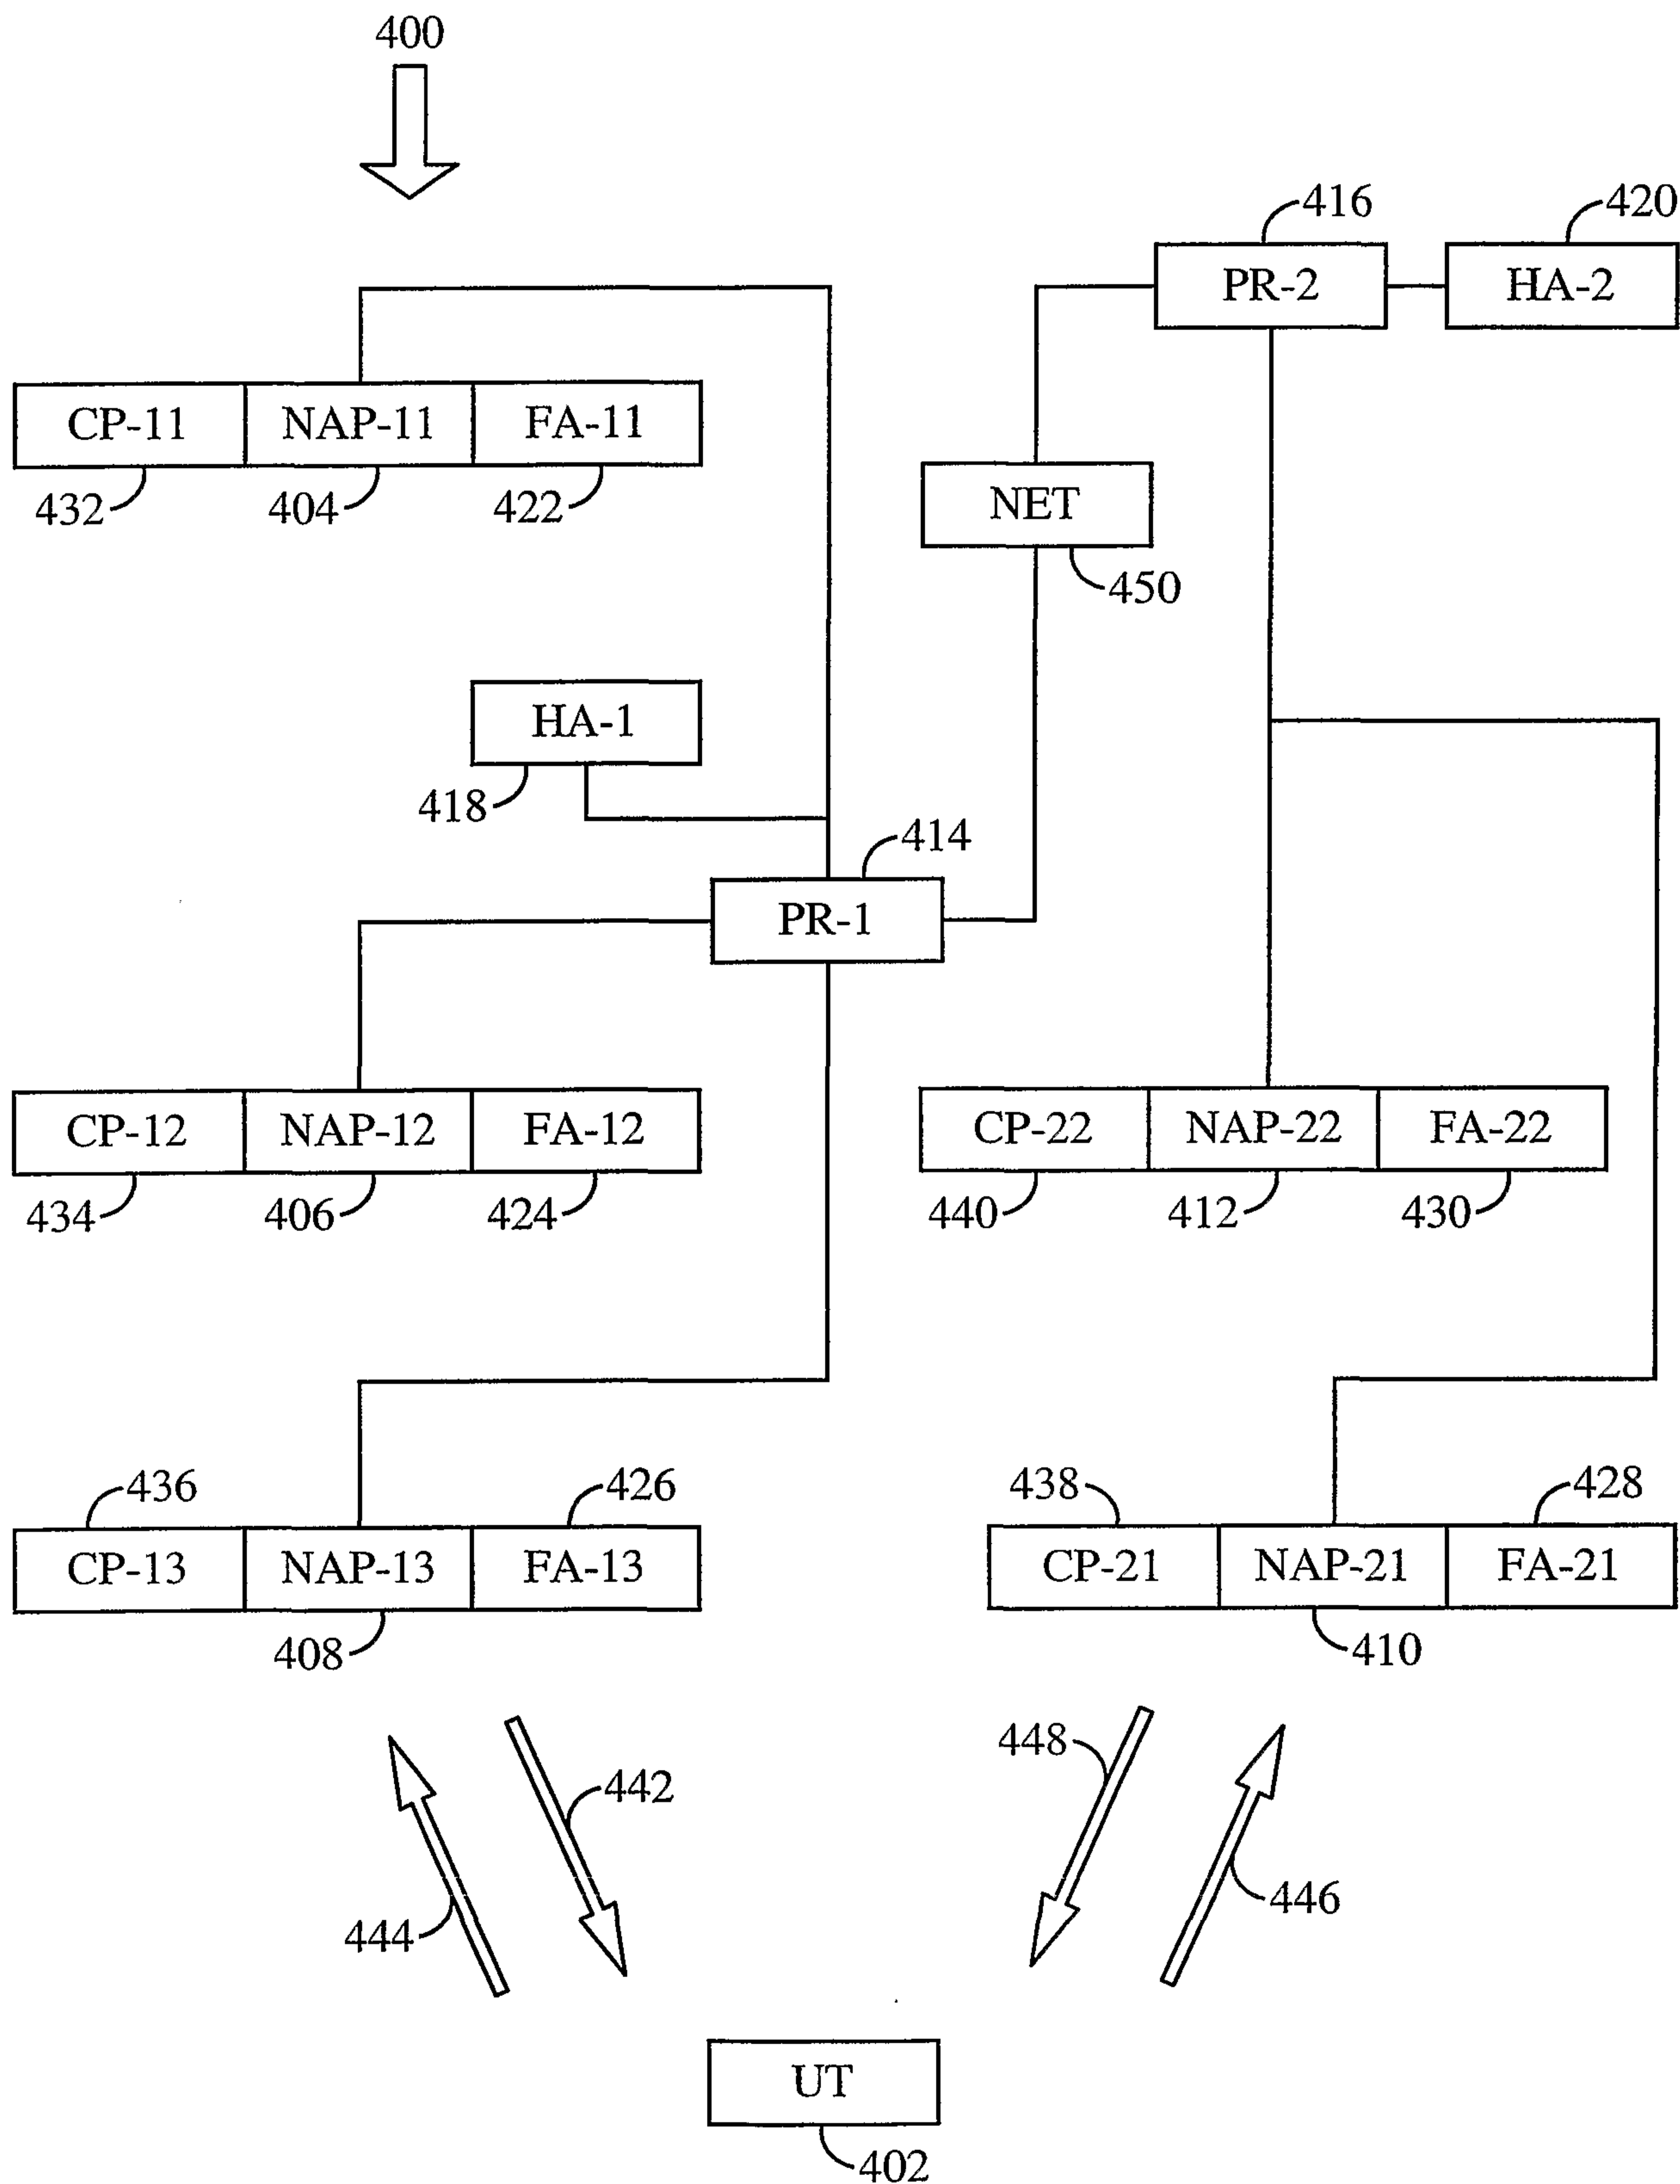 400
416 420
PR-2 HA-2
CP-11 NAP-11 FA-11
432 404 422
NET
450
HA-1
418
414
PR-1
CP-12 NAP-12 FA-12
434 406 424
CP-22 NAP-22 FA-22
440 412 430
436 426
CP-13 NAP-13 FA-13
408
438 428
CP-21 NAP-21 FA-21
410
442
444
448
446
UT
402